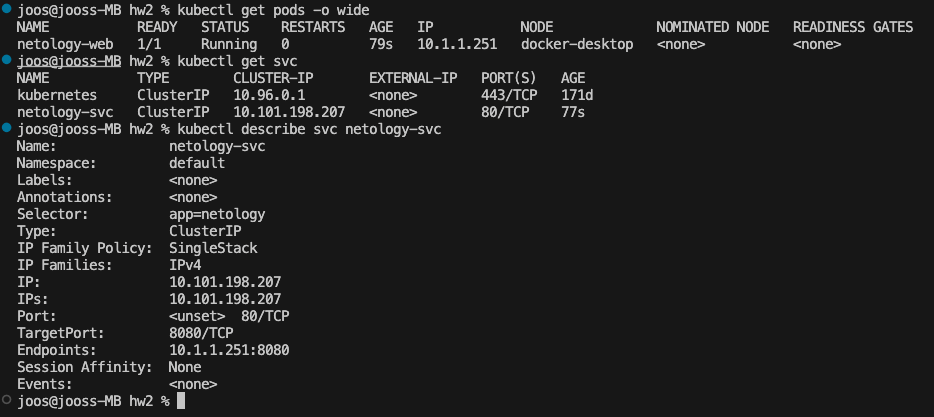 joos@jooss-MB hw2 % kubectl get pods -o wide
NAME           READY   STATUS    RESTARTS   AGE   IP           NODE             NOMINATED NODE   READINESS GATES
netology-web   1/1     Running   0          79s   10.1.1.251   docker-desktop   <none>           <none>
joos@jooss-MB hw2 % kubectl get svc
NAME           TYPE        CLUSTER-IP       EXTERNAL-IP   PORT(S)   AGE
kubernetes     ClusterIP   10.96.0.1        <none>        443/TCP   171d
netology-svc   ClusterIP   10.101.198.207   <none>        80/TCP    77s
joos@jooss-MB hw2 % kubectl describe svc netology-svc
Name:              netology-svc
Namespace:         default
Labels:            <none>
Annotations:       <none>
Selector:          app=netology
Type:              ClusterIP
IP Family Policy:  SingleStack
IP Families:       IPv4
IP:                10.101.198.207
IPs:               10.101.198.207
Port:              <unset>  80/TCP
TargetPort:        8080/TCP
Endpoints:         10.1.1.251:8080
Session Affinity:  None
Events:            <none>
joos@jooss-MB hw2 %